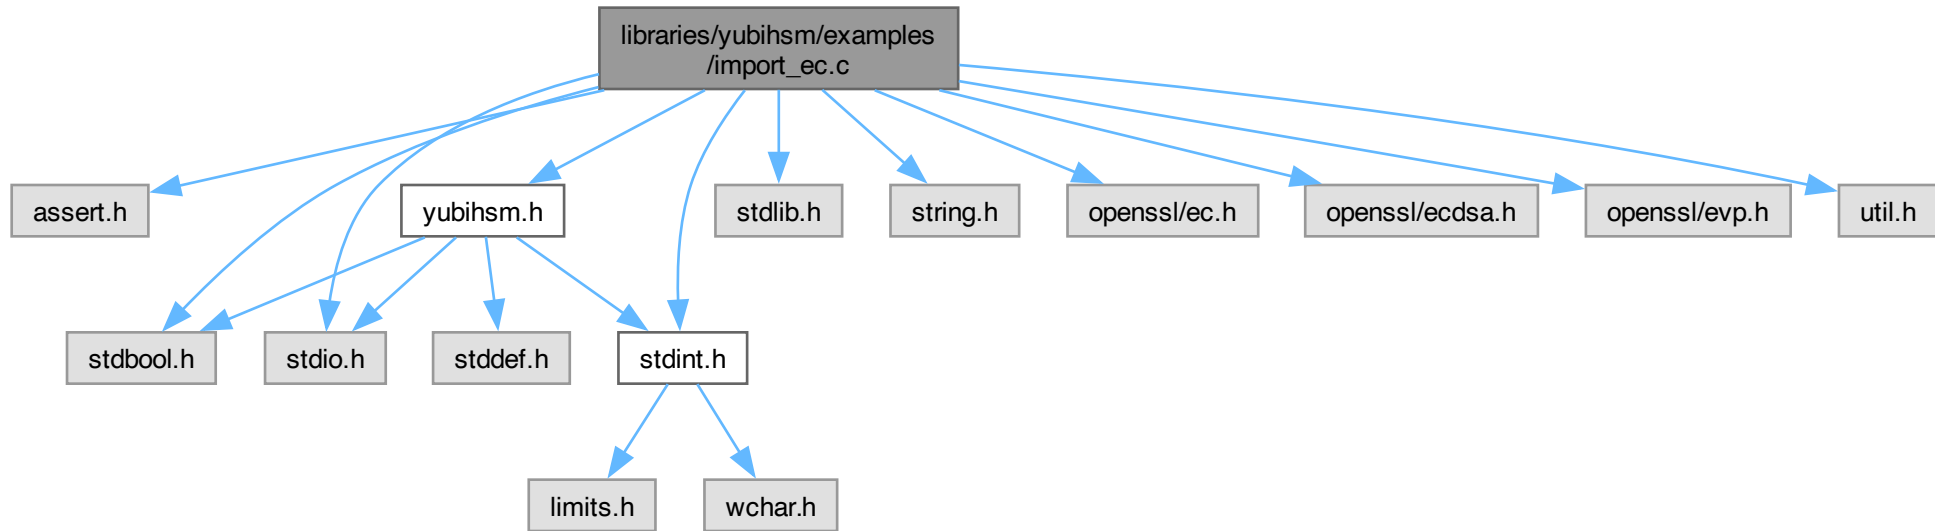 libraries/yubihsm/examples
/import_ec.c
assert.h
yubihsm.h
stdlib.h
string.h
openssl/ec.h
openssl/ecdsa.h
openssl/evp.h
util.h
stdbool.h
stdio.h
stddef.h
stdint.h
limits.h
wchar.h